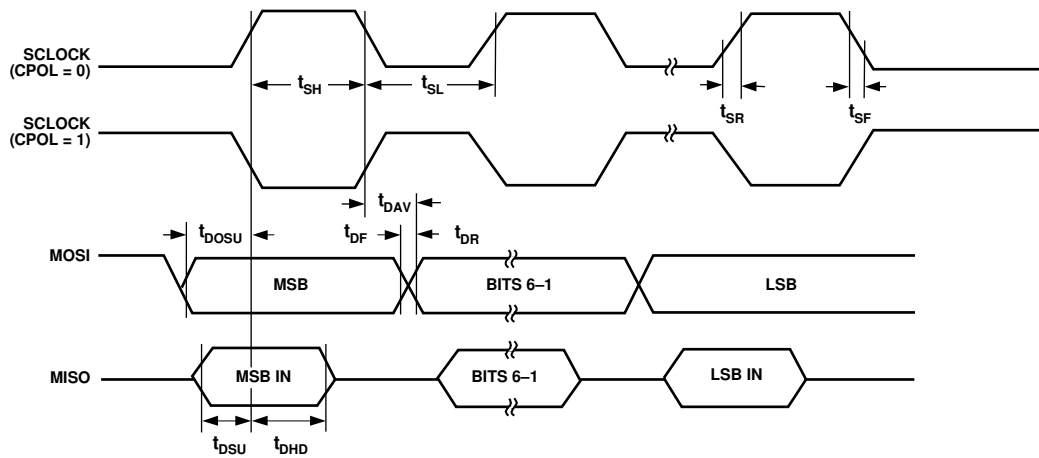 SCLOCK
(CPOL = 0)
tSH
tSL
tSR
tSF
SCLOCK
(CPOL = 1)
tDAV
tDOSU
tDF
tDR
MOSI
MSB
BITS 6–1
LSB
MISO
MSB IN
BITS 6–1
LSB IN
tDSU
tDHD